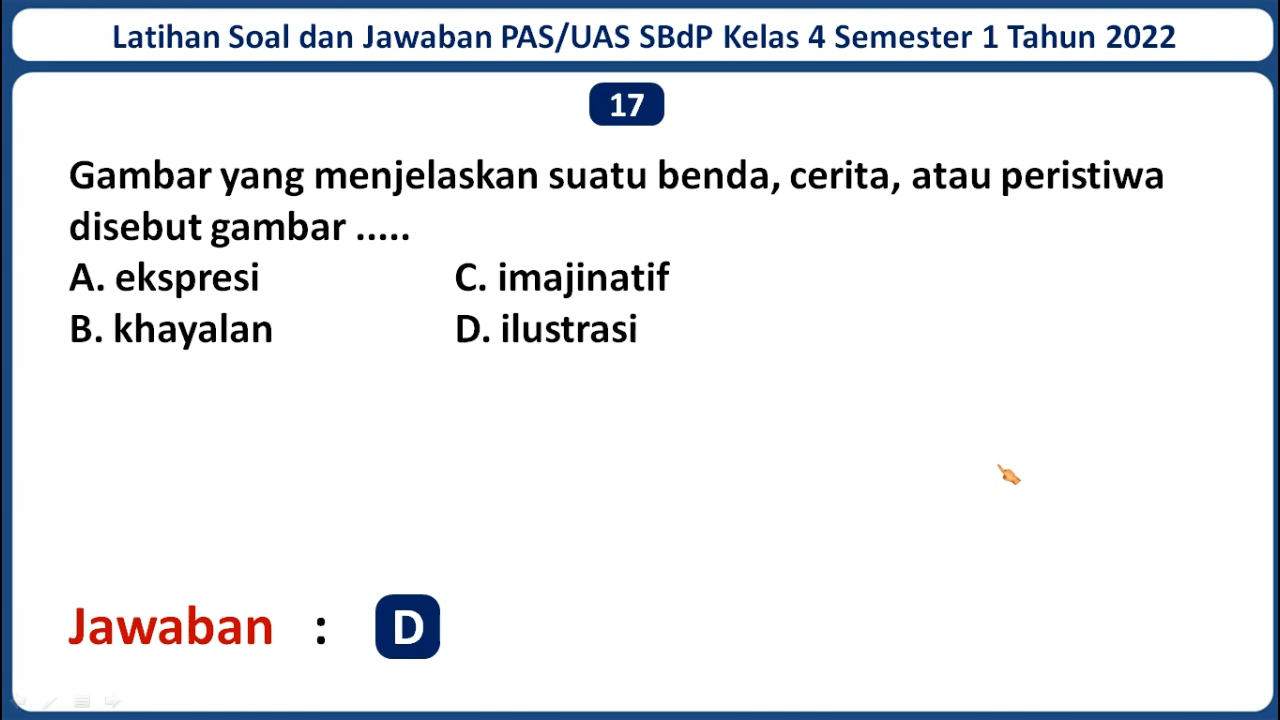 Latihan Soal dan Jawaban PAS/UAS SBdP Kelas 4 Semester 1 Tahun 2022
17
Gambar yang menjelaskan suatu benda, cerita, atau peristiwa
disebut gambar .....
A. ekspresi C. imajinatif
B. khayalan D. ilustrasi
Jawaban : D